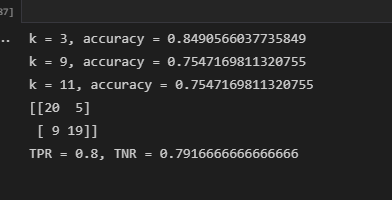 37]
k = 3, accuracy = 0.8490566037735849
k = 9, accuracy = 0.7547169811320755
k = 11, accuracy = 0.7547169811320755
[[20 5]
[ 9 19]]
TPR = 0.8, TNR = 0.7916666666666666